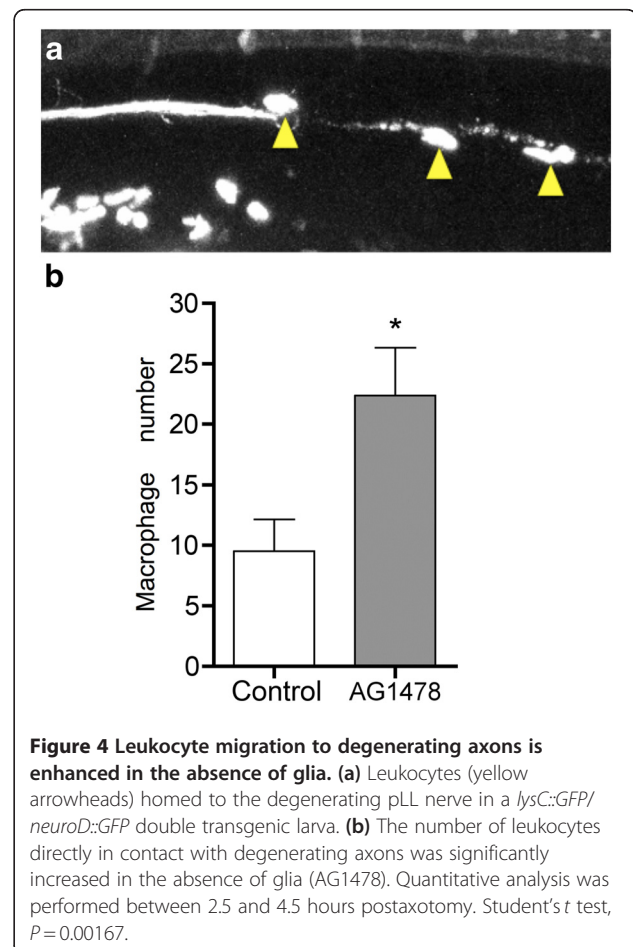 a
b
30
25
20
15
10
5
0
Macrophage number
*
Control AG1478
Figure 4 Leukocyte migration to degenerating axons is
enhanced in the absence of glia. (a) Leukocytes (yellow
arrowheads) homed to the degenerating pLL nerve in a lysC::GFP/
neuroD::GFP double transgenic larva. (b) The number of leukocytes
directly in contact with degenerating axons was significantly
increased in the absence of glia (AG1478). Quantitative analysis was
performed between 2.5 and 4.5 hours postaxotomy. Student's t test,
P = 0.00167.